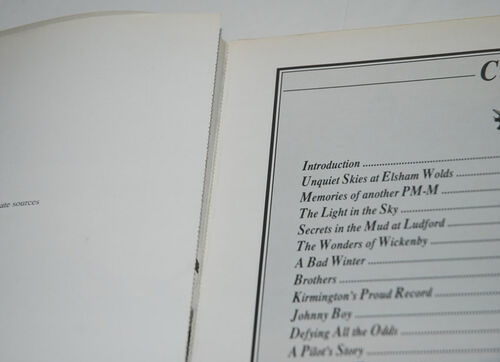 ate sources
C
Introduction
Unquiet Skies at Elsham Wolds
Memories of another PM-M
The Light in the Sky
Secrets in the Mud at Ludford
The Wonders of Wickenby
A Bad Winter
Brothers
Kirmington's Proud Record
Johnny Boy
Defying All the Odds
A Pilot's Story